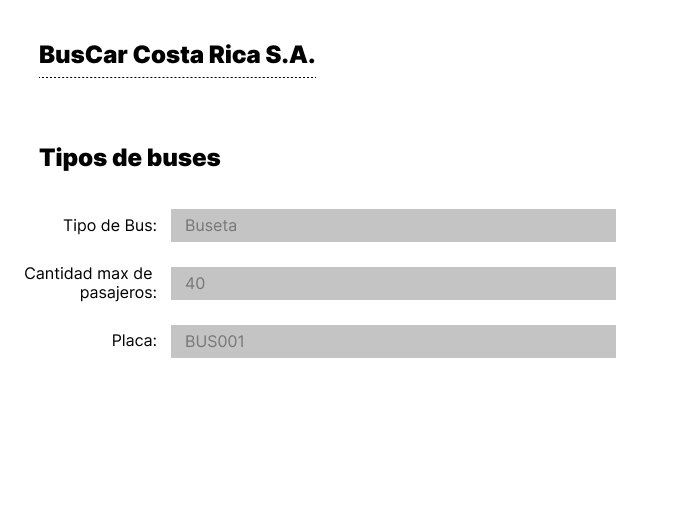 BusCar Costa Rica S.A.
Tipos de buses
Tipo de Bus: Buseta
Cantidad max de
pasajeros: 40
Placa: BUS001